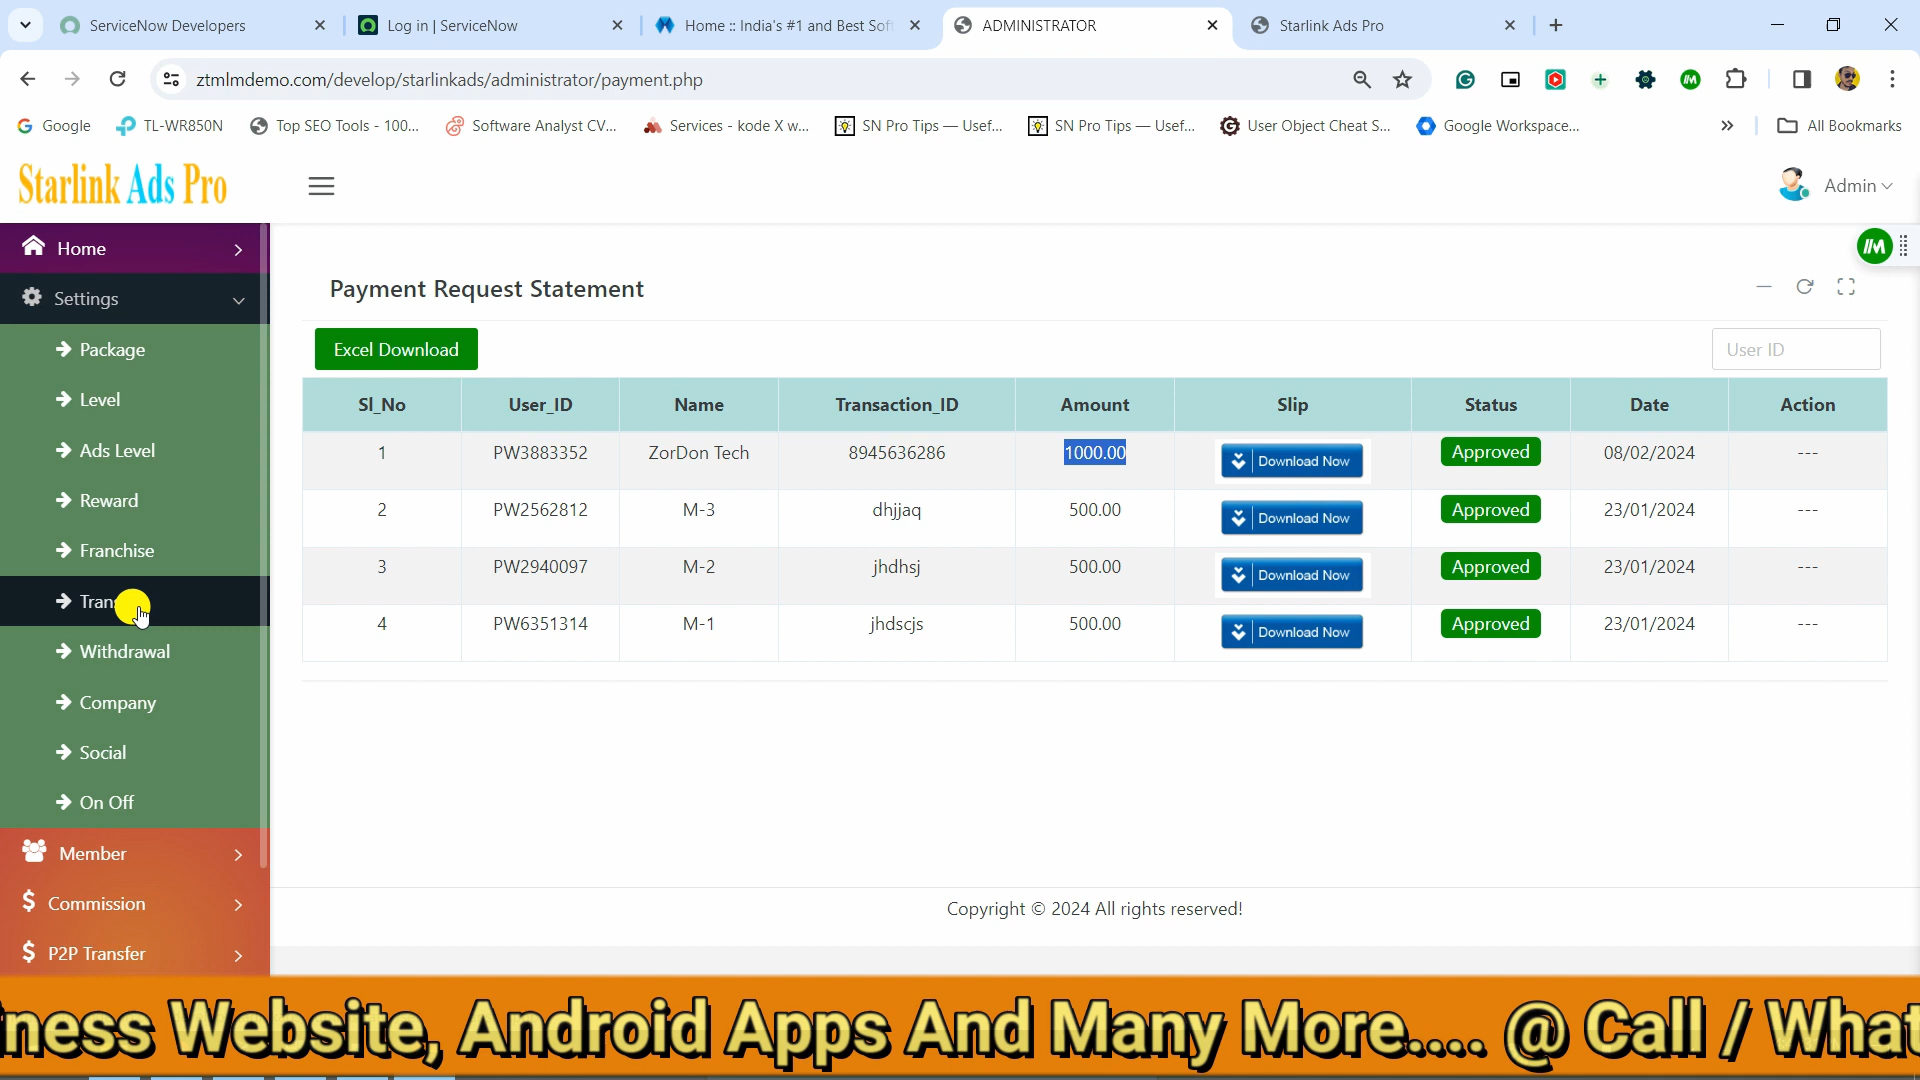 ServiceNow Developers
Log in | ServiceNow
Home :: India's #1 and Best Sof
ADMINISTRATOR
Starlink Ads Pro
ztmlmdemo.com/develop/starlinkads/administrator/payment.php
Google
TL-WR850N
Top SEO Tools - 100...
Software Analyst CV...
Services - kode X w...
SN Pro Tips — Usef...
SN Pro Tips — Usef...
User Object Cheat S...
Google Workspace...
All Bookmarks
Starlink Ads Pro
Admin
Home
Settings
Package
Level
Ads Level
Reward
Franchise
Withdrawal
Company
Social
On Off
Member
Commission
P2P Transfer
Payment Request Statement
Excel Download
User ID
Sl_No User_ID Name Transaction_ID Amount Slip Status Date Action
1 PW3883352 ZorDon Tech 8945636286 1000.00 Download Now Approved 08/02/2024 ---
2 PW2562812 M-3 dhjjaq 500.00 Download Now Approved 23/01/2024 ---
3 PW2940097 M-2 jhdhsj 500.00 Download Now Approved 23/01/2024 ---
4 PW6351314 M-1 jhdscjs 500.00 Download Now Approved 23/01/2024 ---
Copyright © 2024 All rights reserved!
ness Website, Android Apps And Many More.... @ Call / What